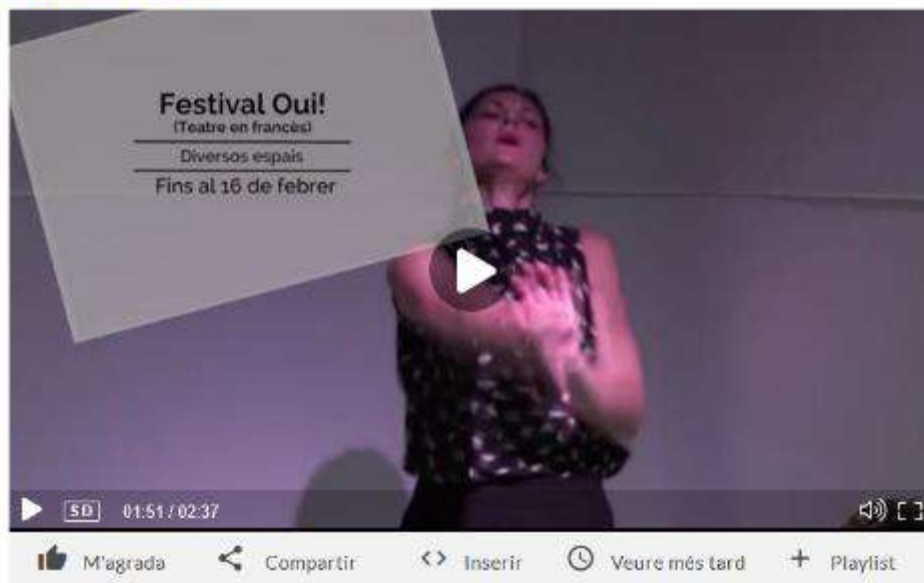 Festival Oui!
(Teatre en francès)
Diversos espais
Fins al 16 de febrer
SD 01:51 / 02:37
M'agrada Compartir Inserir Veure més tard Playlist